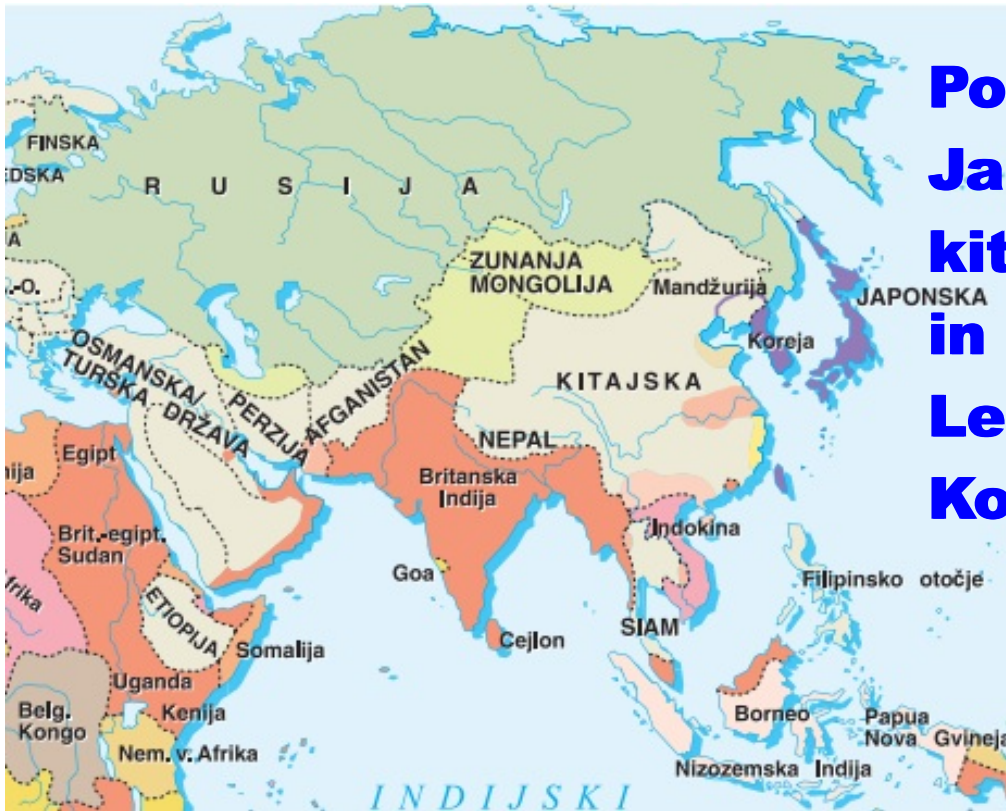 Po
Ja
kit
in
Le
Ko
FINSKA
EDSKA
R U S I J A
A
.-O.
ZUNANJA
MONGOLIJA
Mandžurija
JAPONSKA
Koreja
OSMANSKA/
TURSKA DRŽAVA
PERZIJA
AFGANISTAN
KITAJSKA
NEPAL
Egipt
nija
Britanska
Indija
Brit.-egipt.
Sudan
Indokina
Goa
frika
ETIOPIJA
Filipinsko otočje
SIAM
Somalija
Cejlon
Uganda
Belg.
Kongo
Kenija
Borneo
Papua
Nova Gvineja
Nem. v. Afrika
Nizozemska Indija
INDIJSKI